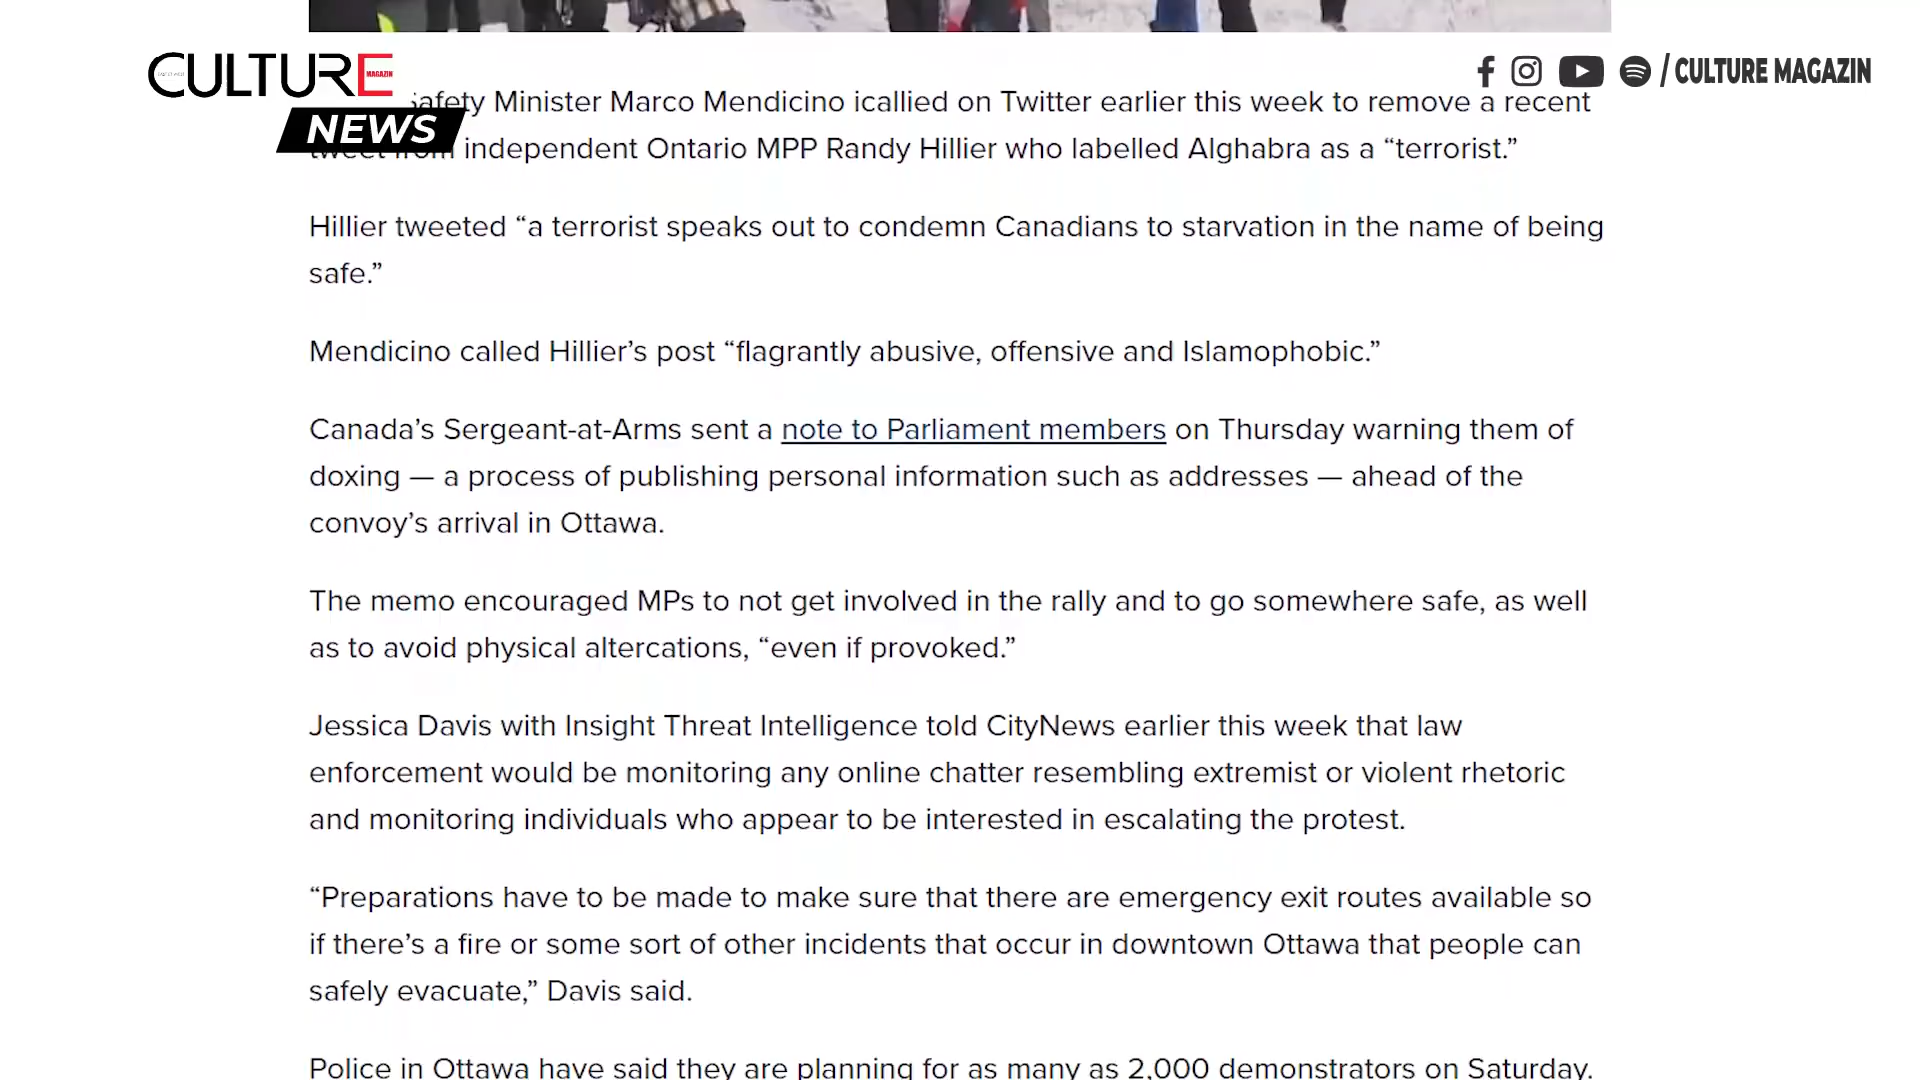 CULTURE
MAGAZIN
NEWS
/ CULTURE MAGAZIN
Safety Minister Marco Mendicino icallied on Twitter earlier this week to remove a recent
tweet from independent Ontario MPP Randy Hillier who labelled Alghabra as a “terrorist.”
Hillier tweeted “a terrorist speaks out to condemn Canadians to starvation in the name of being
safe.”
Mendicino called Hillier’s post “flagrantly abusive, offensive and Islamophobic.”
Canada’s Sergeant-at-Arms sent a note to Parliament members on Thursday warning them of
doxing — a process of publishing personal information such as addresses — ahead of the
convoy’s arrival in Ottawa.
The memo encouraged MPs to not get involved in the rally and to go somewhere safe, as well
as to avoid physical altercations, “even if provoked.”
Jessica Davis with Insight Threat Intelligence told CityNews earlier this week that law
enforcement would be monitoring any online chatter resembling extremist or violent rhetoric
and monitoring individuals who appear to be interested in escalating the protest.
“Preparations have to be made to make sure that there are emergency exit routes available so
if there’s a fire or some sort of other incidents that occur in downtown Ottawa that people can
safely evacuate,” Davis said.
Police in Ottawa have said they are planning for as many as 2,000 demonstrators on Saturday.